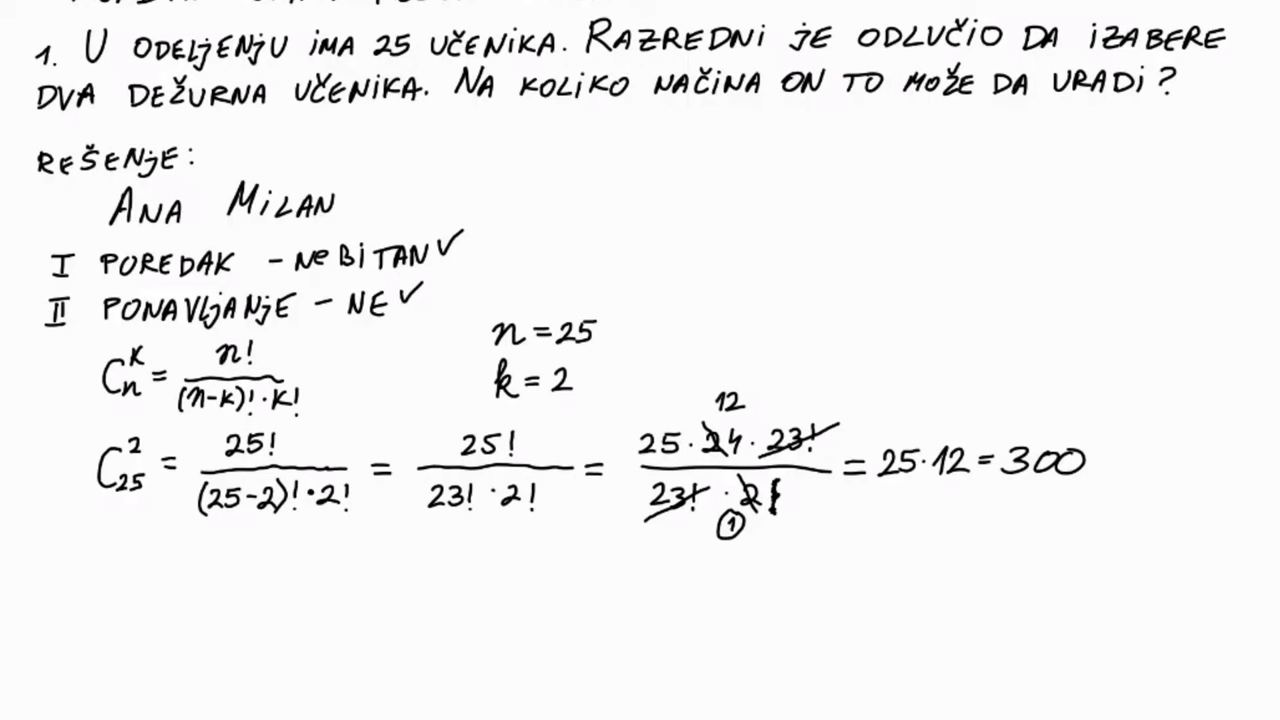 1. U ODELJENJU IMA 25 UČENIKA. RAZREDNI JE ODLUČIO DA IZABERE
DVA DEŽURNA UČENIKA. NA KOLIKO NAČINA ON TO MOŽE DA URADI?
REŠENJE:
ANA MILAN
I POREDAK - NEBITAN ✓
II PONAVLJANJE - NE ✓
n = 25
k = 2
C_n^k = n! / (n-k)! · k!
C_25^2 = 25! / (25-2)! · 2! = 25! / 23! · 2! = 25 · 24 · 23! / 23! · 2! = 25 · 12 = 300
12
1